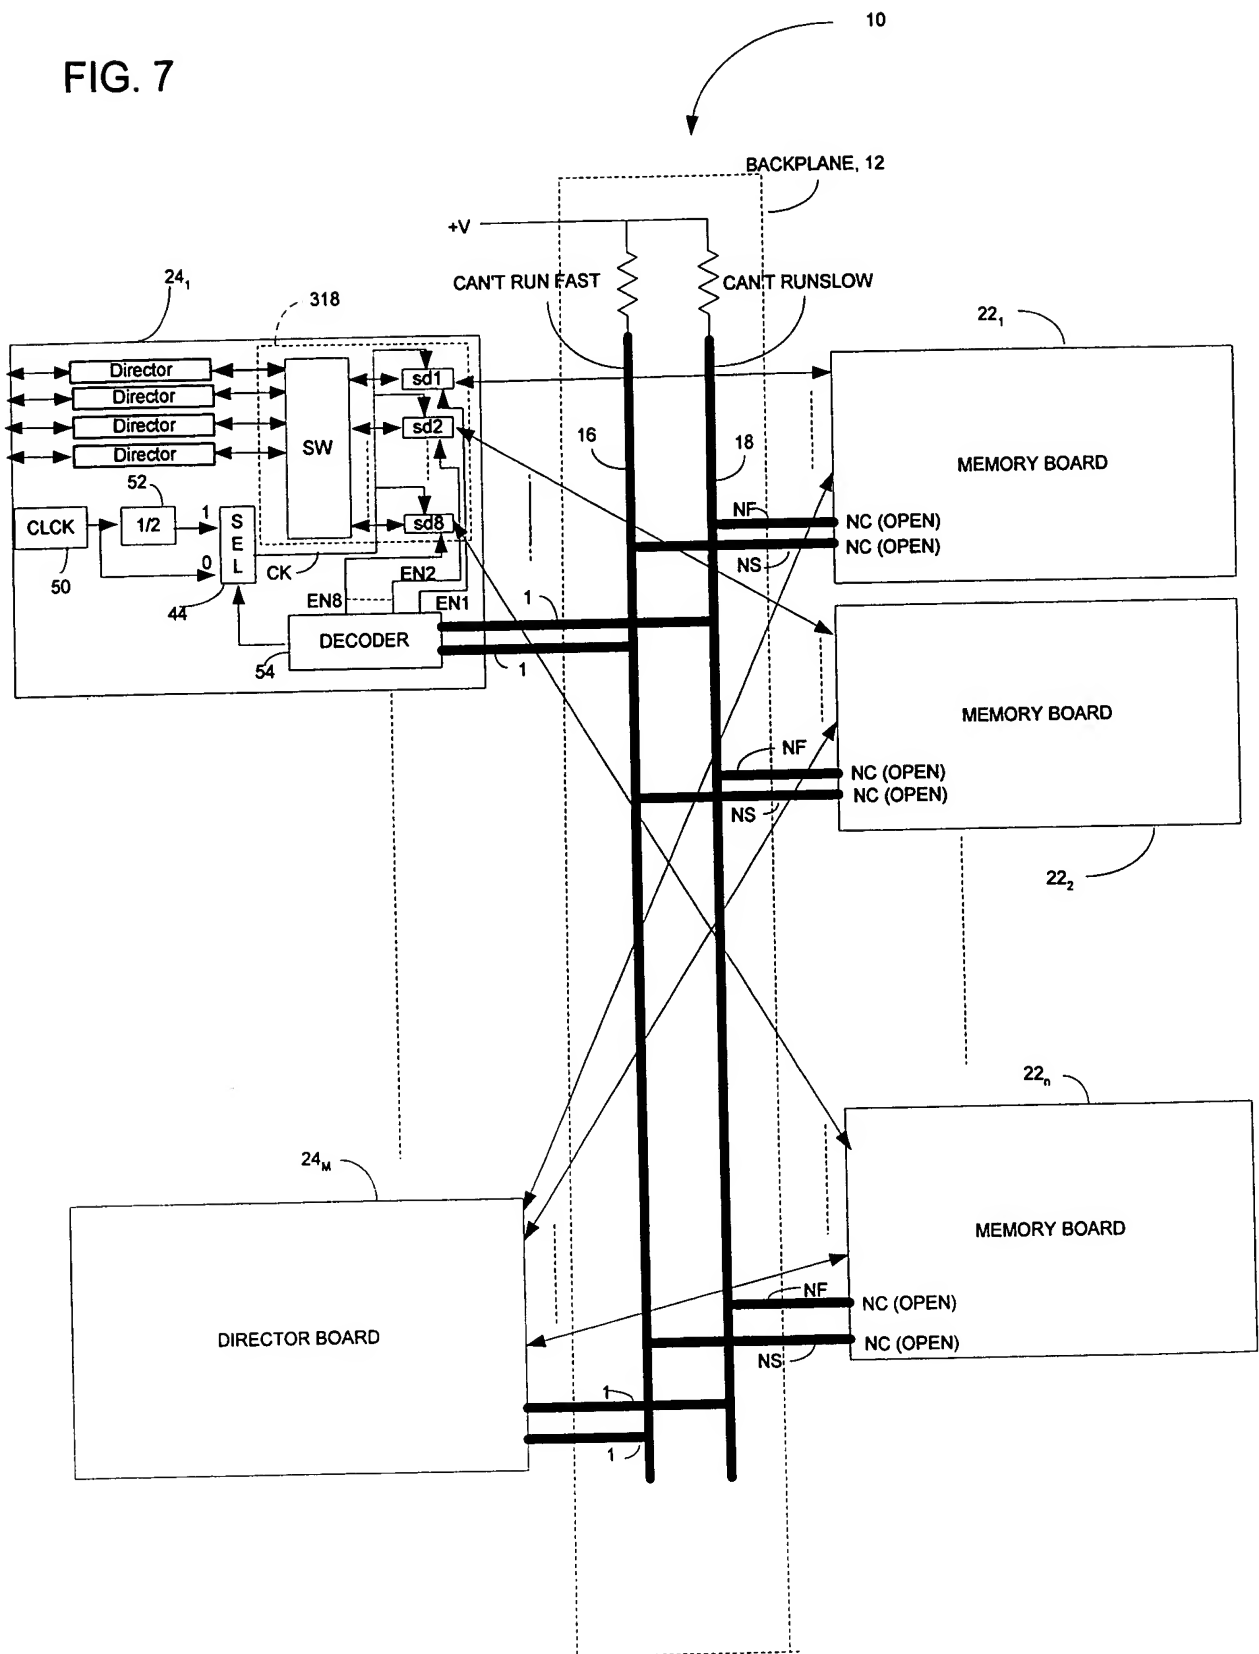 10
FIG. 7
BACKPLANE, 12
+V
CAN'T RUN FAST
CAN'T RUNSLOW
24₁
318
22₁
Director
Director
Director
Director
SW
sd1
sd2
sd8
16
18
MEMORY BOARD
52
CLCK
1/2
1
0
SEL
50
44
CK
EN8
EN2
EN1
NF
NC (OPEN)
NC (OPEN)
NS
DECODER
54
1
1
MEMORY BOARD
NF
NC (OPEN)
NC (OPEN)
NS
22₂
22ₙ
24M
MEMORY BOARD
DIRECTOR BOARD
NF
NC (OPEN)
NC (OPEN)
NS
1
1